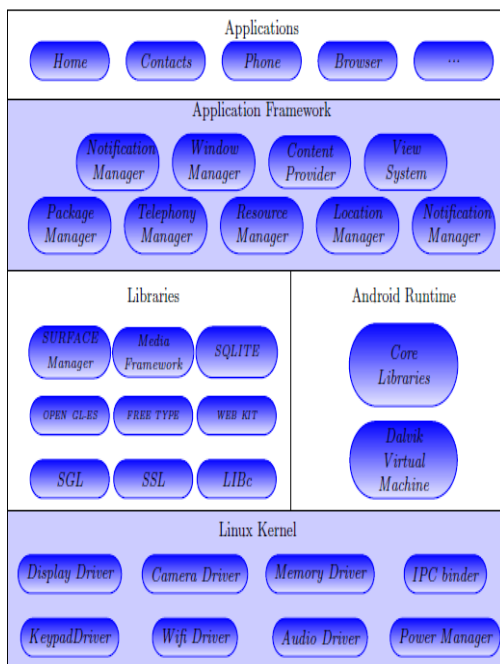 Applications
Home Contacts Phone Browser ...
Application Framework
Notification Manager Window Manager Content Provider View System
Package Manager Telephony Manager Resource Manager Location Manager Notification Manager
Libraries
SURFACE Manager Media Framework SQLITE
OPEN GL-ES FREE TYPE WEB KIT
SGL SSL LIBc
Android Runtime
Core Libraries
Dalvik Virtual Machine
Linux Kernel
Display Driver Camera Driver Memory Driver IPC binder
KeypadDriver Wifi Driver Audio Driver Power Manager